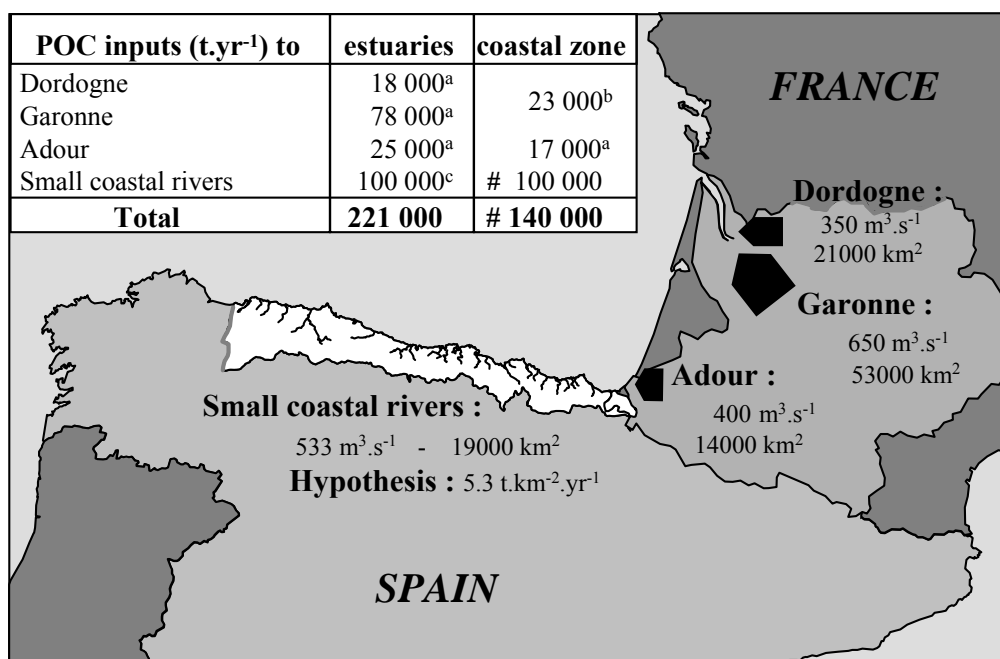 POC inputs (t.yr⁻¹) to estuaries coastal zone
Dordogne 18 000ᵃ
23 000ᵇ
Garonne 78 000ᵃ
Adour 25 000ᵃ 17 000ᵃ
Small coastal rivers 100 000ᶜ # 100 000
Total 221 000 # 140 000
FRANCE
Dordogne :
350 m³.s⁻¹
21000 km²
Garonne :
650 m³.s⁻¹
53000 km²
Adour :
400 m³.s⁻¹
14000 km²
Small coastal rivers :
533 m³.s⁻¹ - 19000 km²
Hypothesis : 5.3 t.km⁻².yr⁻¹
SPAIN